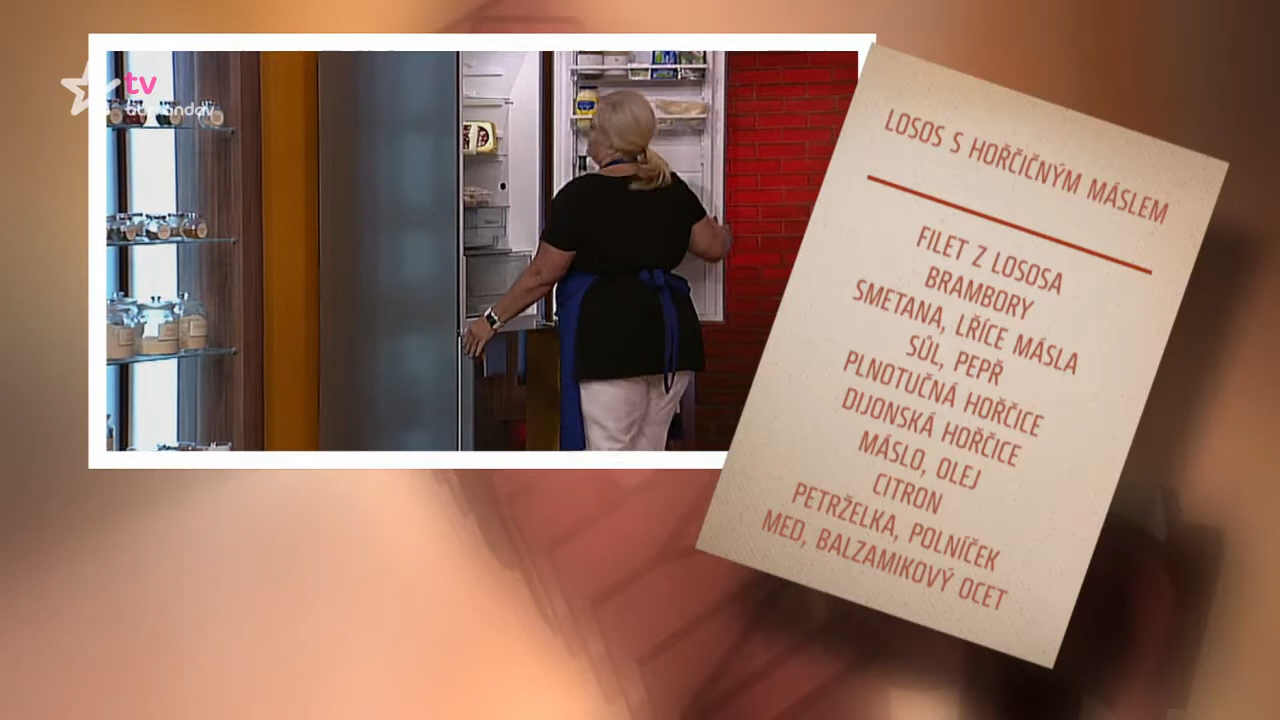 tv
LOSOS S HOŘČIČNÝM MÁSLEM
FILET Z LOSOSA
BRAMBORY
SMETANA, LŘÍCE MÁSLA
SŮL, PEPŘ
PLNOTUČNÁ HOŘČICE
DIJONSKÁ HOŘČICE
MÁSLO, OLEJ
CITRON
PETRŽELKA, POLNÍČEK
MED, BALZAMIKOVÝ OCET